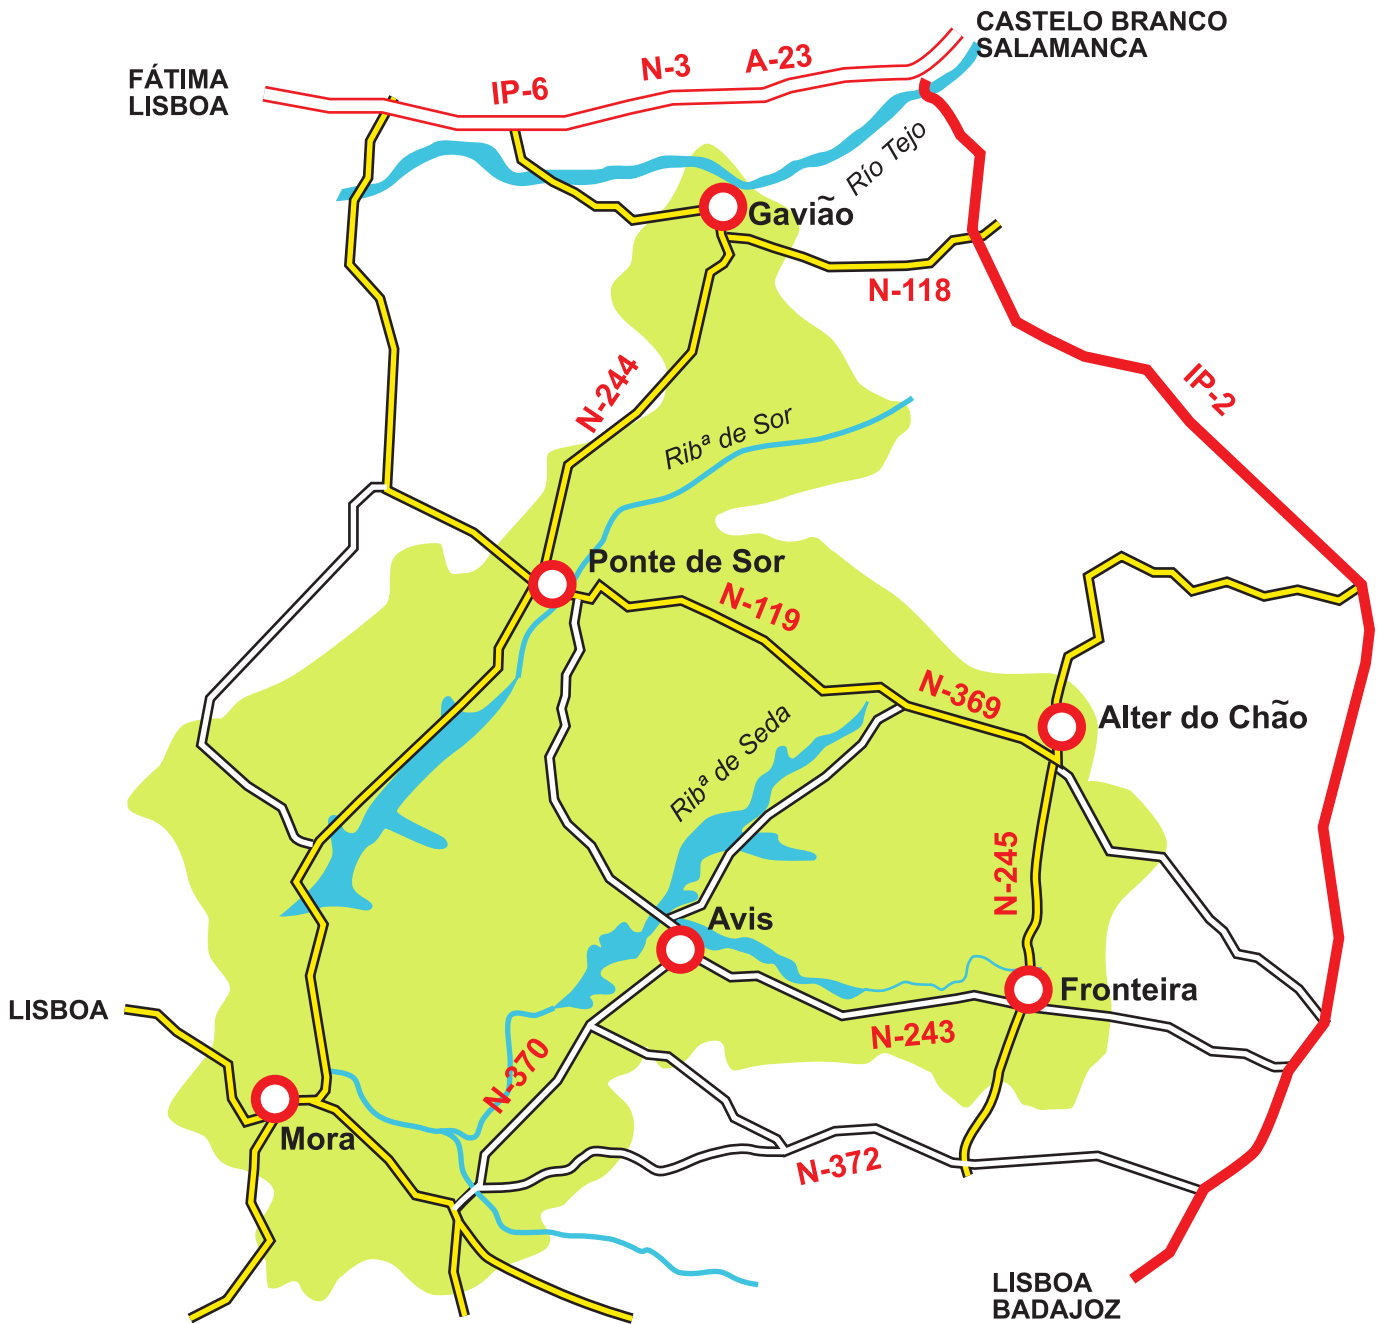 CASTELO BRANCO
SALAMANCA
FÁTIMA
LISBOA
IP-6
N-3
A-23
Río Tejo
Gavião
N-118
IP-2
N-244
Ribª de Sor
Ponte de Sor
N-119
N-369
Alter do Chão
Ribª de Seda
N-245
Avis
Fronteira
LISBOA
N-243
N-370
Mora
N-372
LISBOA
BADAJOZ